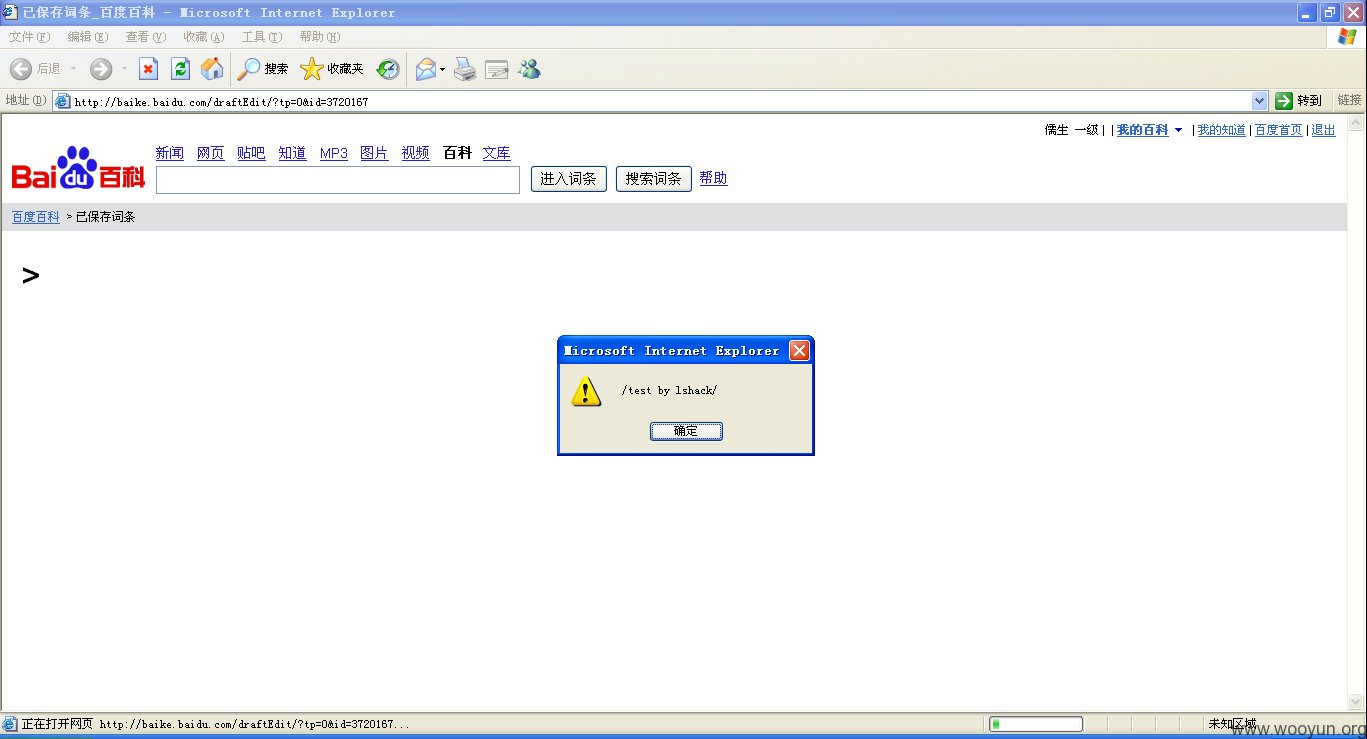 已保存词条_百度百科 - Microsoft Internet Explorer
文件(F) 编辑(E) 查看(V) 收藏(A) 工具(T) 帮助(H)
后退 搜索 收藏夹
地址(D) http://baike.baidu.com/draftEdit/?tp=0&id=3720167 转到 链接
儒生 一级 | | 我的百科 | 我的知道 | 百度首页 | 退出
Bai du 百科 新闻 网页 贴吧 知道 MP3 图片 视频 百科 文库
进入词条 搜索词条 帮助
百度百科 > 已保存词条
>
Microsoft Internet Explorer
/test by lshack/
确定
正在打开网页 http://baike.baidu.com/draftEdit/?tp=0&id=3720167... 未知区域
www.wooyun.org